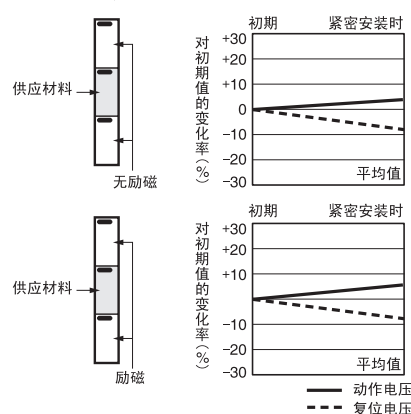 供应材料
无励磁
对初期值的变化率(%)
初期
紧密安装时
+30
+20
+10
0
-10
-20
-30
平均值
供应材料
励磁
对初期值的变化率(%)
初期
紧密安装时
+30
+20
+10
0
-10
-20
-30
平均值
动作电压
复位电压